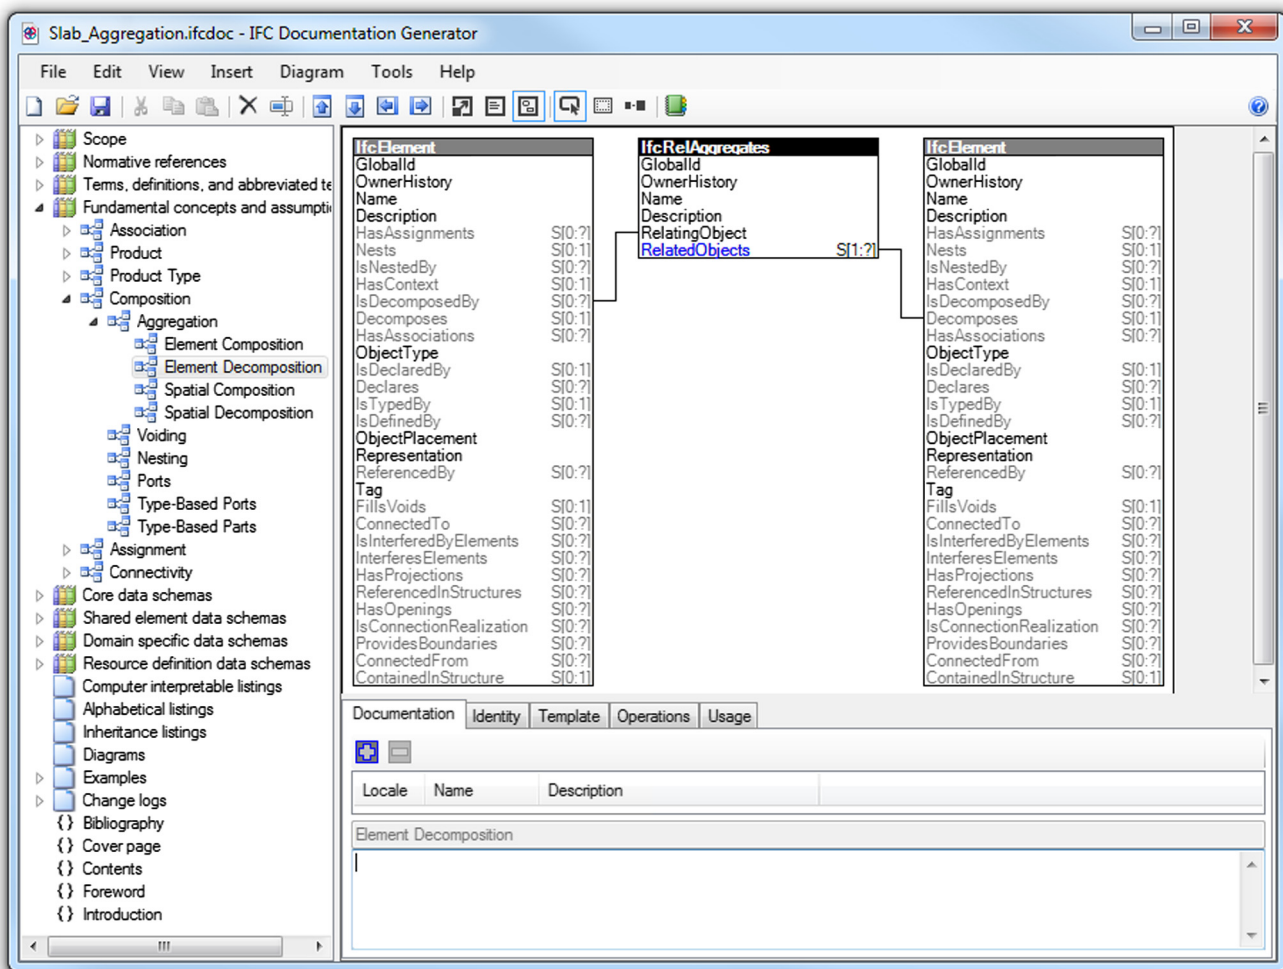 Slab_Aggregation.ifcdoc - IFC Documentation Generator
File Edit View Insert Diagram Tools Help
Scope
Normative references
Terms, definitions, and abbreviated te
Fundamental concepts and assumpti
Association
Product
Product Type
Composition
Aggregation
Element Composition
Element Decomposition
Spatial Composition
Spatial Decomposition
Voiding
Nesting
Ports
Type-Based Ports
Type-Based Parts
Assignment
Connectivity
Core data schemas
Shared element data schemas
Domain specific data schemas
Resource definition data schemas
Computer interpretable listings
Alphabetical listings
Inheritance listings
Diagrams
Examples
Change logs
{} Bibliography
{} Cover page
{} Contents
{} Foreword
{} Introduction
IfcElement
GlobalId
OwnerHistory
Name
Description
HasAssignments S[0:?]
Nests S[0:1]
IsNestedBy S[0:?]
HasContext S[0:1]
IsDecomposedBy S[0:?]
Decomposes S[0:1]
HasAssociations S[0:?]
ObjectType
IsDeclaredBy S[0:1]
Declares S[0:?]
IsTypedBy S[0:1]
IsDefinedBy S[0:?]
ObjectPlacement
Representation
ReferencedBy S[0:?]
Tag
FillsVoids S[0:1]
ConnectedTo S[0:?]
IsInterferedByElements S[0:?]
InterferesElements S[0:?]
HasProjections S[0:?]
ReferencedInStructures S[0:?]
HasOpenings S[0:?]
IsConnectionRealization S[0:?]
ProvidesBoundaries S[0:?]
ConnectedFrom S[0:?]
ContainedInStructure S[0:1]
IfcRelAggregates
GlobalId
OwnerHistory
Name
Description
RelatingObject
RelatedObjects S[1:?]
IfcElement
GlobalId
OwnerHistory
Name
Description
HasAssignments S[0:?]
Nests S[0:1]
IsNestedBy S[0:?]
HasContext S[0:1]
IsDecomposedBy S[0:?]
Decomposes S[0:1]
HasAssociations S[0:?]
ObjectType
IsDeclaredBy S[0:1]
Declares S[0:?]
IsTypedBy S[0:1]
IsDefinedBy S[0:?]
ObjectPlacement
Representation
ReferencedBy S[0:?]
Tag
FillsVoids S[0:1]
ConnectedTo S[0:?]
IsInterferedByElements S[0:?]
InterferesElements S[0:?]
HasProjections S[0:?]
ReferencedInStructures S[0:?]
HasOpenings S[0:?]
IsConnectionRealization S[0:?]
ProvidesBoundaries S[0:?]
ConnectedFrom S[0:?]
ContainedInStructure S[0:1]
Documentation Identity Template Operations Usage
Locale Name Description
Element Decomposition